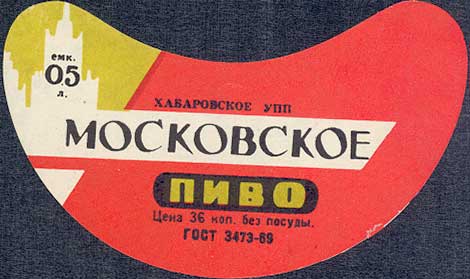 емк.
05
л.
ХАБАРОВСКОЕ УПП
МОСКОВСКОЕ
ПИВО
Цена 36 коп. без посуды.
ГОСТ 3473-69